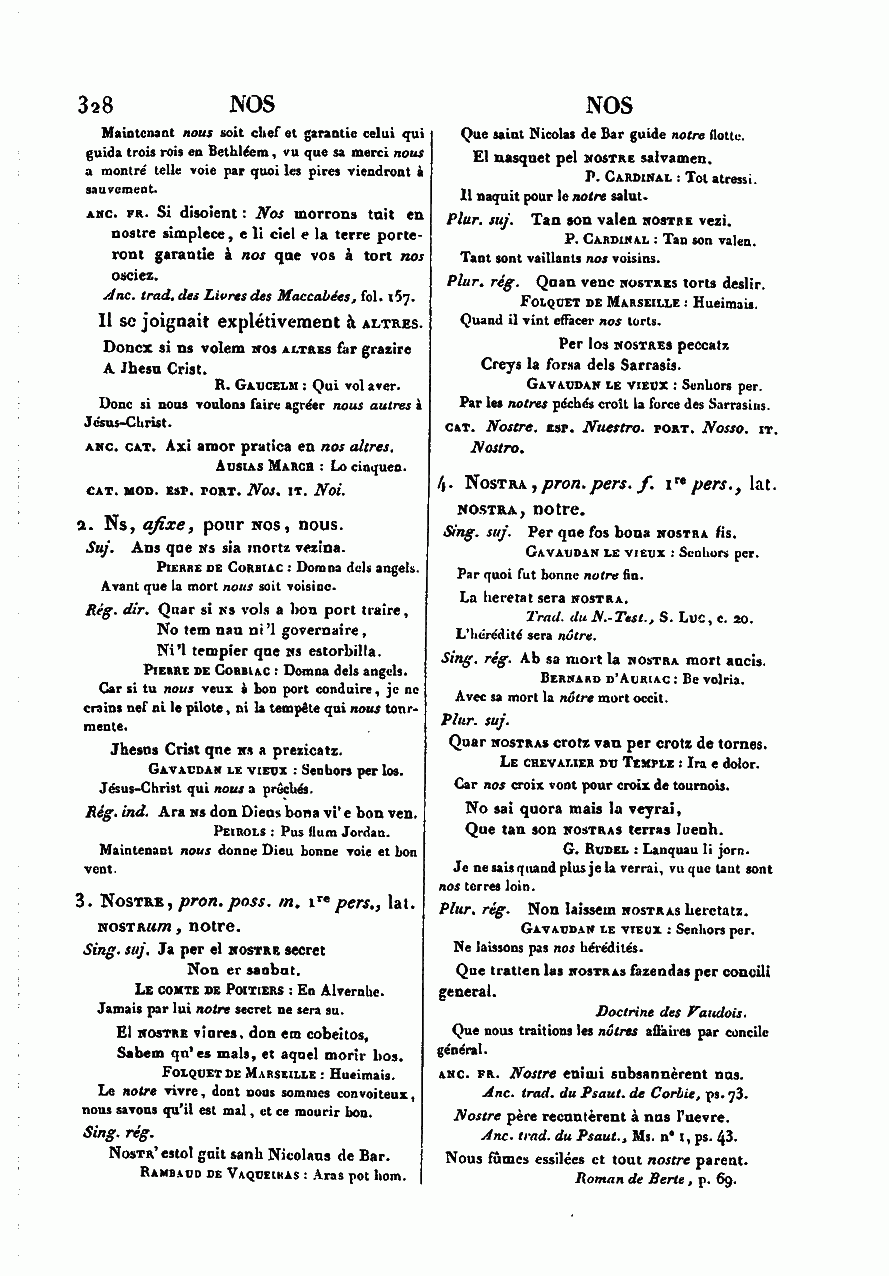 328 NOS NOS
Maintenant nous soit chef et garantie celui qui
guida trois rois en Bethléem, vu que sa merci nous
a montré telle voie par quoi les pires viendront à
sauvement.
ANC. FR. Si disoient : Nos morrons tuit en
nostre simplece, e li ciel e la terre porte-
ront garantie à nos que vos à tort nos
osciez.
Anc. trad. des Livres des Maccabées, fol. 157.
Il se joignait explétivement à ALTRES.
Doncx si ns volem NOS ALTRES far grazire
A Jhesu Crist.
R. GAUCELM : Qui vol aver.
Donc si nous voulons faire agréer nous autres à
Jésus-Christ.
ANC. CAT. Axi amor pratica en nos altres.
AUSIAS MARCH : Lo cinquen.
CAT. MOD. ESP. PORT. Nos. IT. Noi.
2. NS, afixe, pour NOS, nous.
Suj. Ans que NS sia mortz vezina.
PIERRE DE CORBIAC : Domna dels angels.
Avant que la mort nous soit voisine.
Rég. dir. Quar si NS vols a bon port traire,
No tem nau ni'l governaire,
Ni'l tempier que NS estorbilla.
PIERRE DE CORBIAC : Domna dels angels.
Car si tu nous veux à bon port conduire, je ne
crains nef ni le pilote, ni la tempête qui nous tour-
mente.
Jhesus Crist que NS a prezicatz.
GAVAUDAN LE VIEUX : Senhors per los.
Jésus-Christ qui nous a prêchés.
Rég. ind. Ara NS don Dieus bona vi'e bon ven.
PEIROLS : Pus flum Jordan.
Maintenant nous donne Dieu bonne voie et bon
vent.
3. NOSTRE, pron. poss. m. 1re pers., lat.
NOSTRum, notre.
Sing. suj. Ja per el NOSTRE secret
Non er saubut.
LE COMTE DE POITIERS : En Alvernhe.
Jamais par lui notre secret ne sera su.
El NOSTRE viures, don em cobeitos,
Sabem qu'es mals, et aquel morir bos.
FOLQUET DE MARSEILLE : Hueimais.
Le notre vivre, dont nous sommes convoiteux,
nous savons qu'il est mal, et ce mourir bon.
Sing. rég.
NOSTR'estol guit sanh Nicolaus de Bar.
RAMBAUD DE VAQUEIRAS : Aras pot hom.
Que saint Nicolas de Bar guide notre flotte.
El nasquet pel NOSTRE salvamen.
P. CARDINAL : Tot atressi.
Il naquit pour le notre salut.
Plur. suj. Tan son valen NOSTRE vezi.
P. CARDINAL : Tan son valen.
Tant sont vaillants nos voisins.
Plur. rég. Quan venc NOSTRES torts deslir.
FOLQUET DE MARSEILLE : Hueimais.
Quand il vint effacer nos torts.
Per los NOSTRES peccatz
Creys la forsa dels Sarrasis.
GAVAUDAN LE VIEUX : Senhors per.
Par les notres péchés croît la force des Sarrasins.
CAT. Nostre. ESP. Nuestro. PORT. Nosso. IT.
Nostro.
4. NOSTRA, pron. pers. f. 1re pers., lat.
NOSTRA, notre.
Sing. suj. Per que fos bona NOSTRA fis.
GAVAUDAN LE VIEUX : Senhors per.
Par quoi fut bonne notre fin.
La heretat sera NOSTRA.
Trad. du N.-Test., S. LUC, c. 20.
L'hérédité sera nôtre.
Sing. rég. Ab sa mort la NOSTRA mort aucis.
BERNARD D'AURIAC : Be volria.
Avec sa mort la nôtre mort occit.
Plur. suj.
Quar NOSTRAS crotz van per crotz de tornes.
LE CHEVALIER DU TEMPLE : Ira e dolor.
Car nos croix vont pour croix de tournois.
No sai quora mais la veyrai,
Que tan son NOSTRAS terras luenh.
G. RUDEL : Lanquau li jorn.
Je ne sais quand plus je la verrai, vu que tant sont
nos terres loin.
Plur. rég. Non laissem NOSTRAS heretatz.
GAVAUDAN LE VIEUX : Senhors per.
Ne laissons pas nos hérédités.
Que tratten las NOSTRAS fazendas per concili
general.
Doctrine des Vaudois.
Que nous traitions les nôtres affaires par concile
général.
ANC. FR. Nostre enimi subsannèrent nus.
Anc. trad. du Psaut. de Corbie, ps. 73.
Nostre père recuntèrent à nus l'uevre.
Anc. trad. du Psaut., Ms. n° 1, ps. 43.
Nous fûmes essilées et tout nostre parent.
Roman de Berte, p. 69.